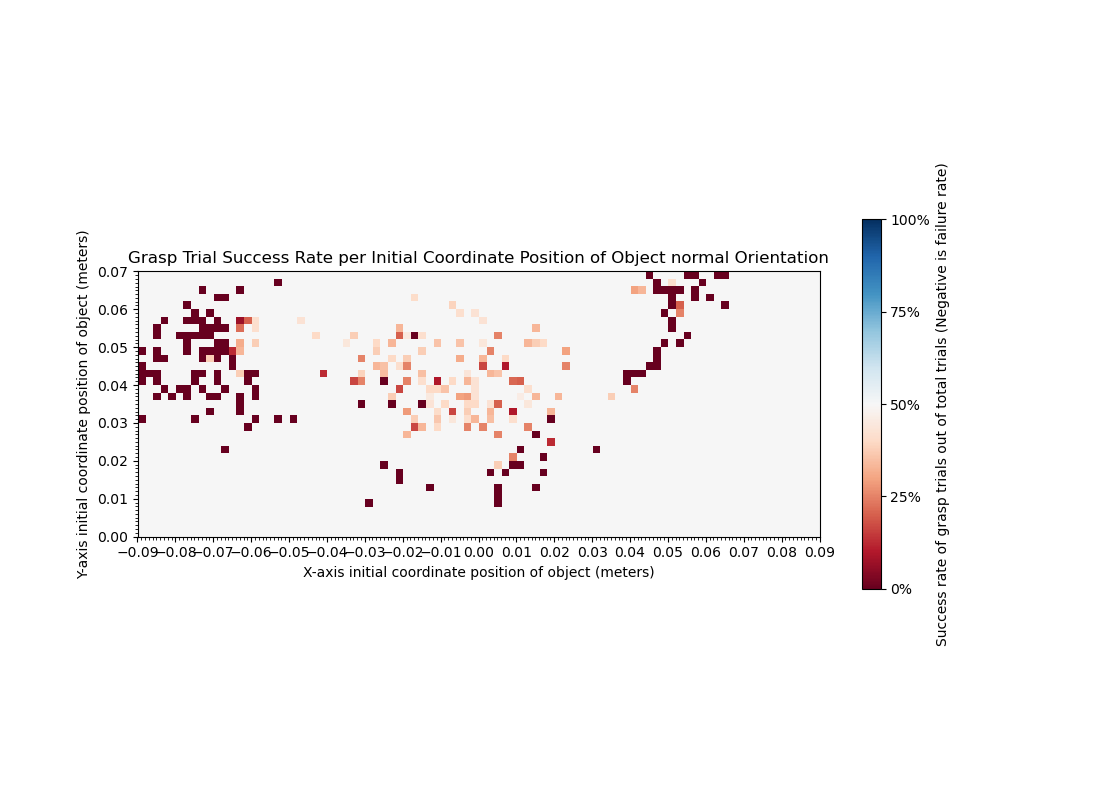 Grasp Trial Success Rate per Initial Coordinate Position of Object normal Orientation
Y-axis initial coordinate position of object (meters)
0.07
0.06
0.05
0.04
0.03
0.02
0.01
0.00
−0.09 −0.08 −0.07 −0.06 −0.05 −0.04 −0.03 −0.02 −0.01 0.00 0.01 0.02 0.03 0.04 0.05 0.06 0.07 0.08 0.09
X-axis initial coordinate position of object (meters)
100%
75%
50%
25%
0%
Success rate of grasp trials out of total trials (Negative is failure rate)